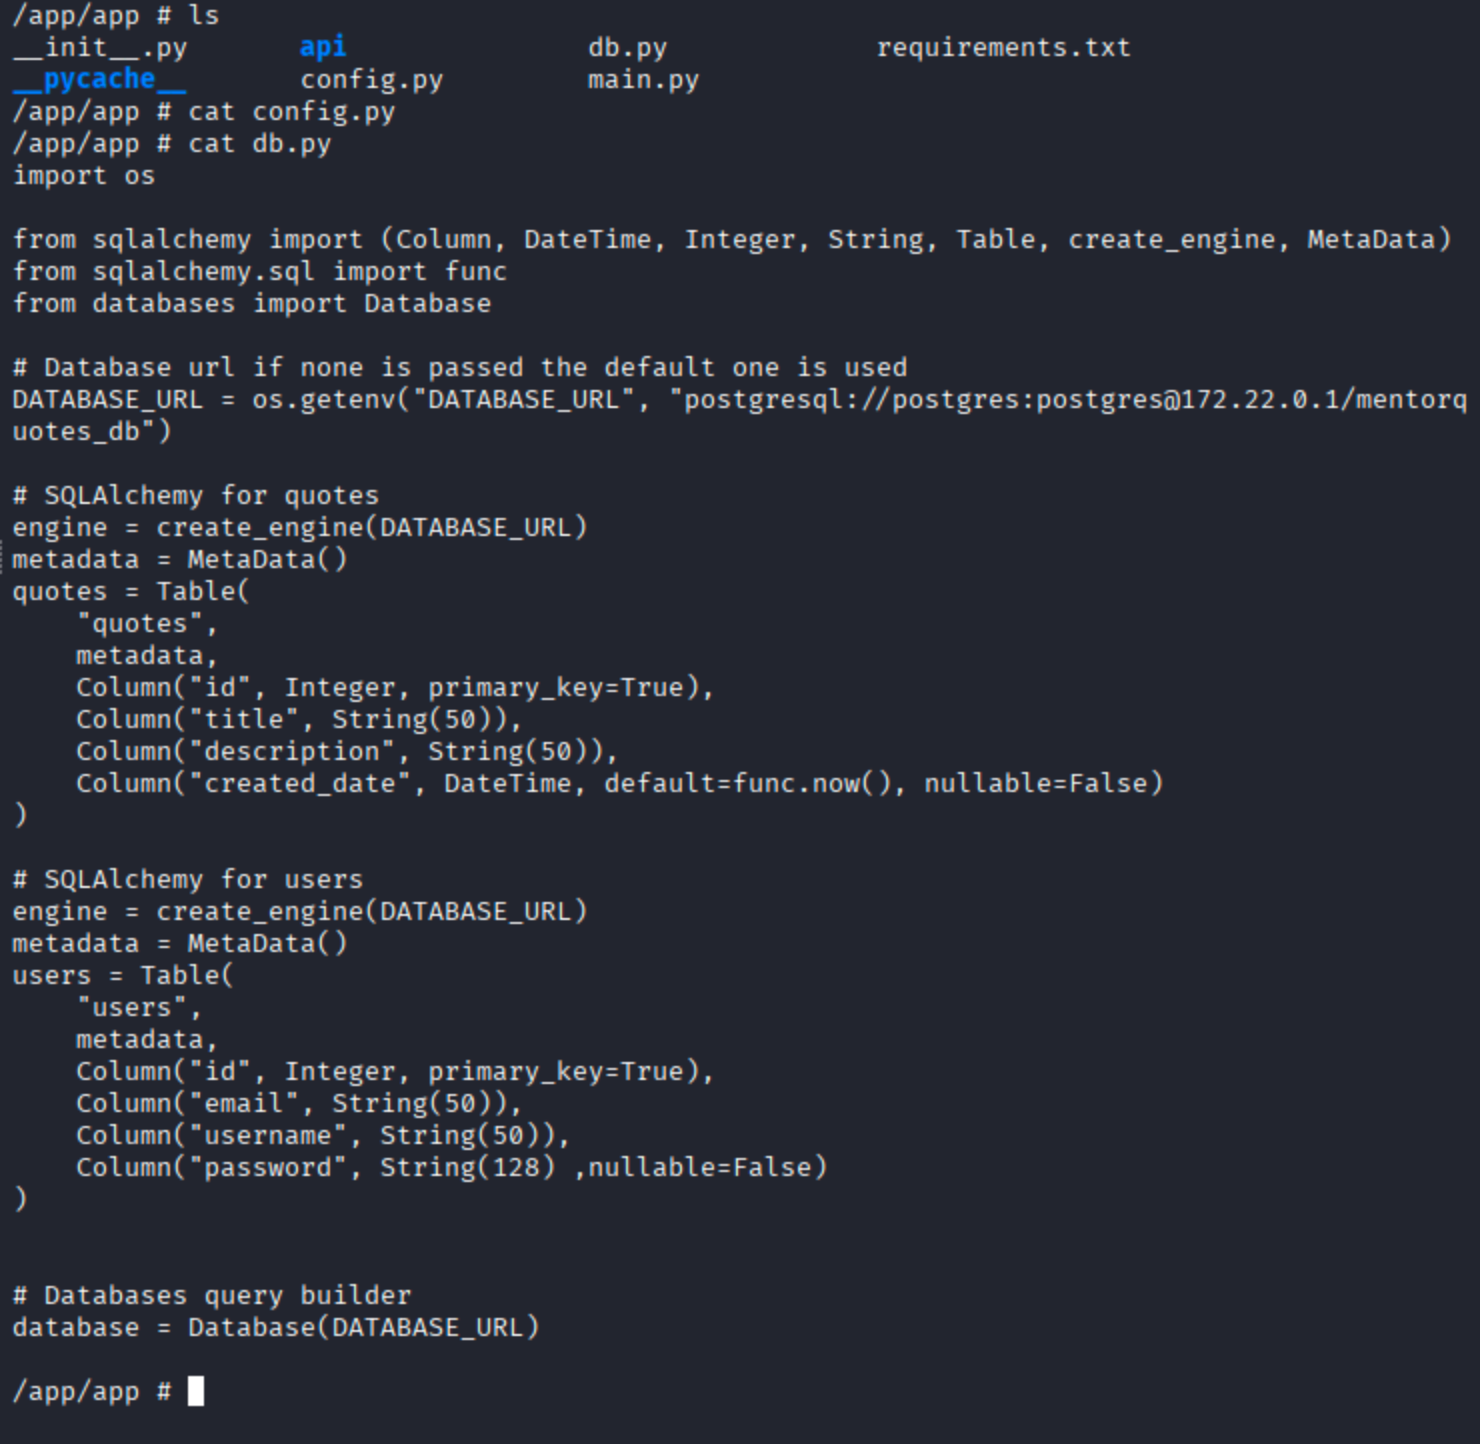 /app/app # ls
__init__.py       api               db.py             requirements.txt
__pycache__       config.py         main.py
/app/app # cat config.py
/app/app # cat db.py
import os

from sqlalchemy import (Column, DateTime, Integer, String, Table, create_engine, MetaData)
from sqlalchemy.sql import func
from databases import Database

# Database url if none is passed the default one is used
DATABASE_URL = os.getenv("DATABASE_URL", "postgresql://postgres:postgres@172.22.0.1/mentorq
uotes_db")

# SQLAlchemy for quotes
engine = create_engine(DATABASE_URL)
metadata = MetaData()
quotes = Table(
    "quotes",
    metadata,
    Column("id", Integer, primary_key=True),
    Column("title", String(50)),
    Column("description", String(50)),
    Column("created_date", DateTime, default=func.now(), nullable=False)
)

# SQLAlchemy for users
engine = create_engine(DATABASE_URL)
metadata = MetaData()
users = Table(
    "users",
    metadata,
    Column("id", Integer, primary_key=True),
    Column("email", String(50)),
    Column("username", String(50)),
    Column("password", String(128) ,nullable=False)
)


# Databases query builder
database = Database(DATABASE_URL)

/app/app #